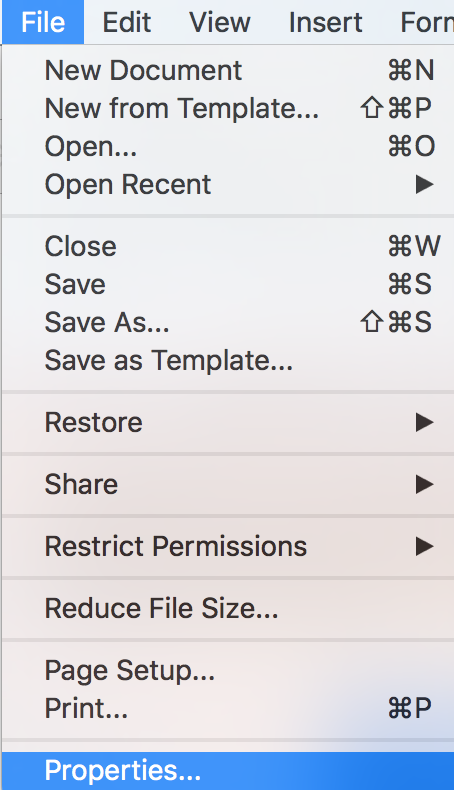 File Edit View Insert
New Document ⌘N
New from Template... ⇧⌘P
Open... ⌘O
Open Recent ▶
Close ⌘W
Save ⌘S
Save As... ⇧⌘S
Save as Template...
Restore ▶
Share ▶
Restrict Permissions ▶
Reduce File Size...
Page Setup...
Print... ⌘P
Properties...